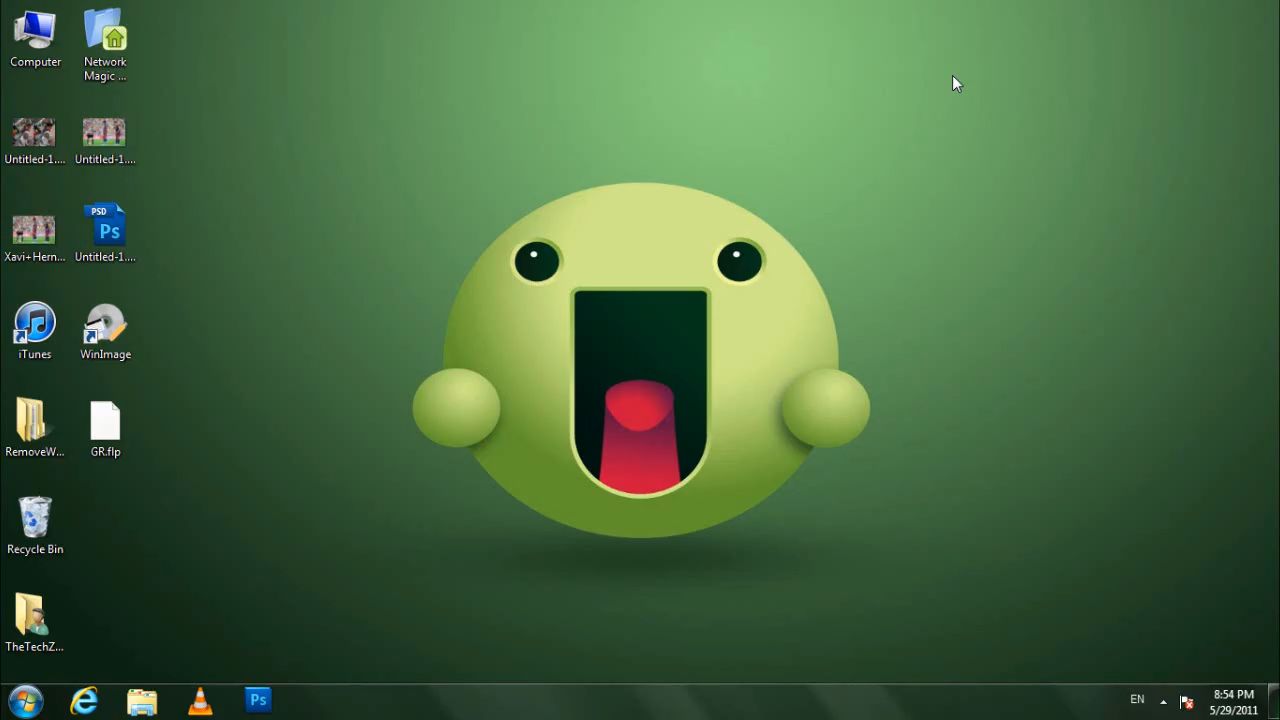 Computer
Network
Magic ...
Untitled-1....
Untitled-1....
Xavi+Hern...
PSD
Ps
Untitled-1....
iTunes
WinImage
RemoveW...
GR.flp
Recycle Bin
TheTechZ...
Ps
EN
8:54 PM
5/29/2011